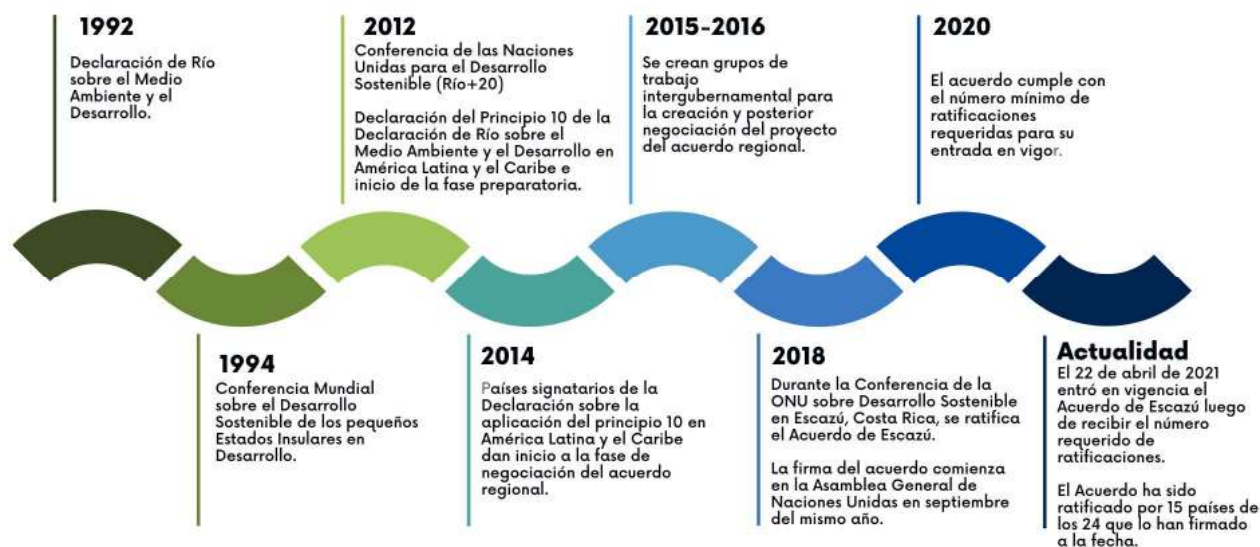 1992
Declaración de Río
sobre el Medio
Ambiente y el
Desarrollo.
1994
Conferencia Mundial
sobre el Desarrollo
Sostenible de los pequeños
Estados Insulares en
Desarrollo.
2012
Conferencia de las Naciones
Unidas para el Desarrollo
Sostenible (Río+20)
Declaración del Principio 10 de la
Declaración de Río sobre el
Medio Ambiente y el Desarrollo en
América Latina y el Caribe e
inicio de la fase preparatoria.
2014
Países signatarios de la
Declaración sobre la
aplicación del principio 10 en
América Latina y el Caribe
dan inicio a la fase de
negociación del acuerdo
regional.
2015-2016
Se crean grupos de
trabajo
intergubernamental para
la creación y posterior
negociación del proyecto
del acuerdo regional.
2018
Durante la Conferencia de la
ONU sobre Desarrollo Sostenible
en Escazú, Costa Rica, se ratifica
el Acuerdo de Escazú.
La firma del acuerdo comienza
en la Asamblea General de
Naciones Unidas en septiembre
del mismo año.
2020
El acuerdo cumple con
el número mínimo de
ratificaciones
requeridas para su
entrada en vigor.
Actualidad
El 22 de abril de 2021
entró en vigencia el
Acuerdo de Escazú luego
de recibir el número
requerido de
ratificaciones.
El Acuerdo ha sido
ratificado por 15 países de
los 24 que lo han firmado
a la fecha.